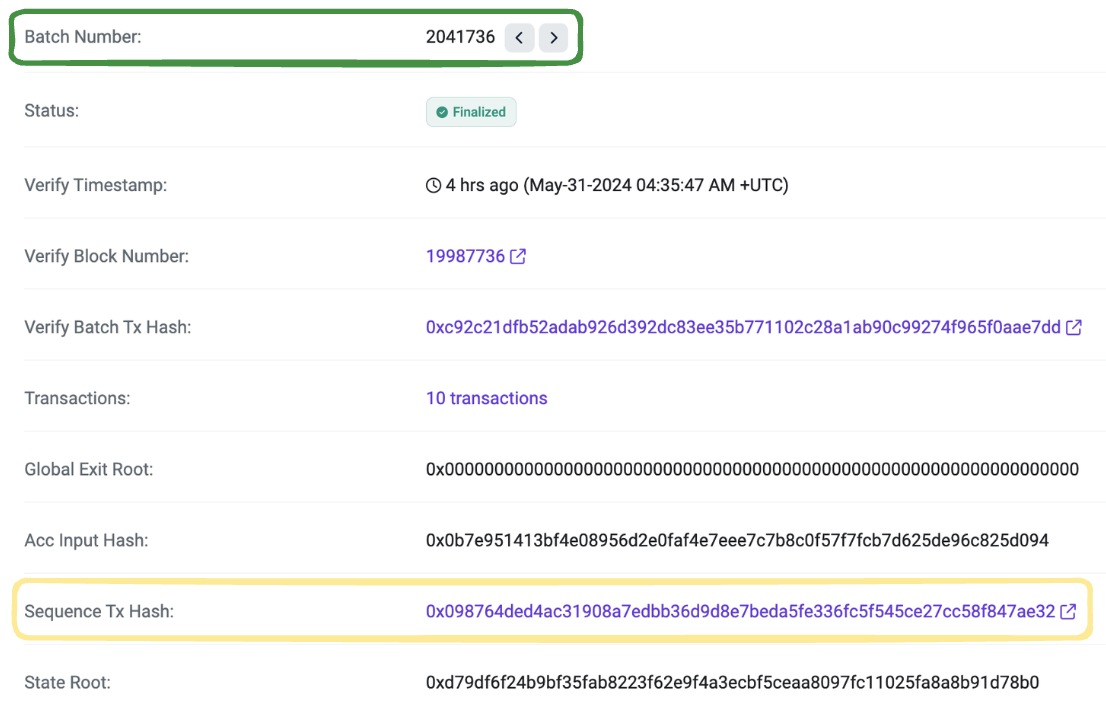 Batch Number: 2041736
Status: Finalized
Verify Timestamp: 4 hrs ago (May-31-2024 04:35:47 AM +UTC)
Verify Block Number: 19987736
Verify Batch Tx Hash: 0xc92c21dfb52adab926d392dc83ee35b771102c28a1ab90c99274f965f0aae7dd
Transactions: 10 transactions
Global Exit Root: 0x0000000000000000000000000000000000000000000000000000000000000000
Acc Input Hash: 0x0b7e951413bf4e08956d2e0faf4e7eee7c7b8c0f57f7fcb7d625de96c825d094
Sequence Tx Hash: 0x098764ded4ac31908a7edbb36d9d8e7beda5fe336fc5f545ce27cc58f847ae32
State Root: 0xd79df6f24b9bf35fab8223f62e9f4a3ecbf5ceaa8097fc11025fa8a8b91d78b0